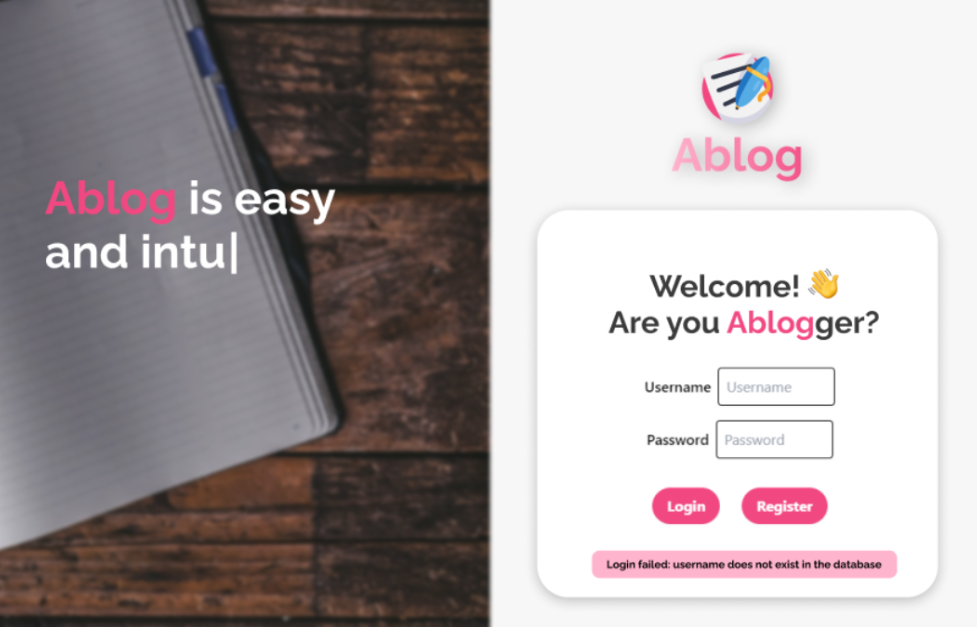 Ablog is easy
and intu|
Ablog
Welcome! 👋
Are you Ablogger?
Username Username
Password Password
Login Register
Login failed: username does not exist in the database